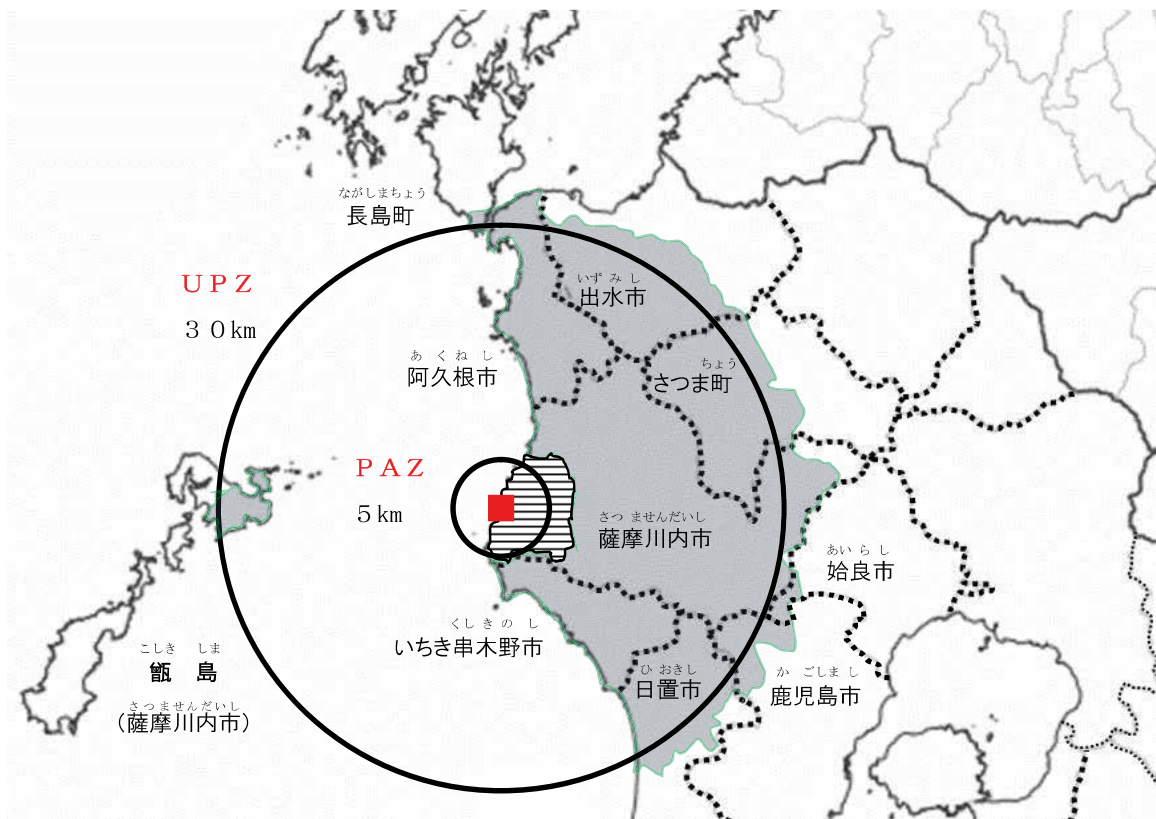 ながしまちょう
長島町
UPZ
30km
いずみし
出水市
あくねし
阿久根市
ちょう
さつま町
PAZ
5km
さつませんだいし
薩摩川内市
あいらし
姶良市
くしきのし
いちき串木野市
こしき しま
甑 島
さつませんだいし
(薩摩川内市)
ひおきし
日置市
かごしまし
鹿児島市